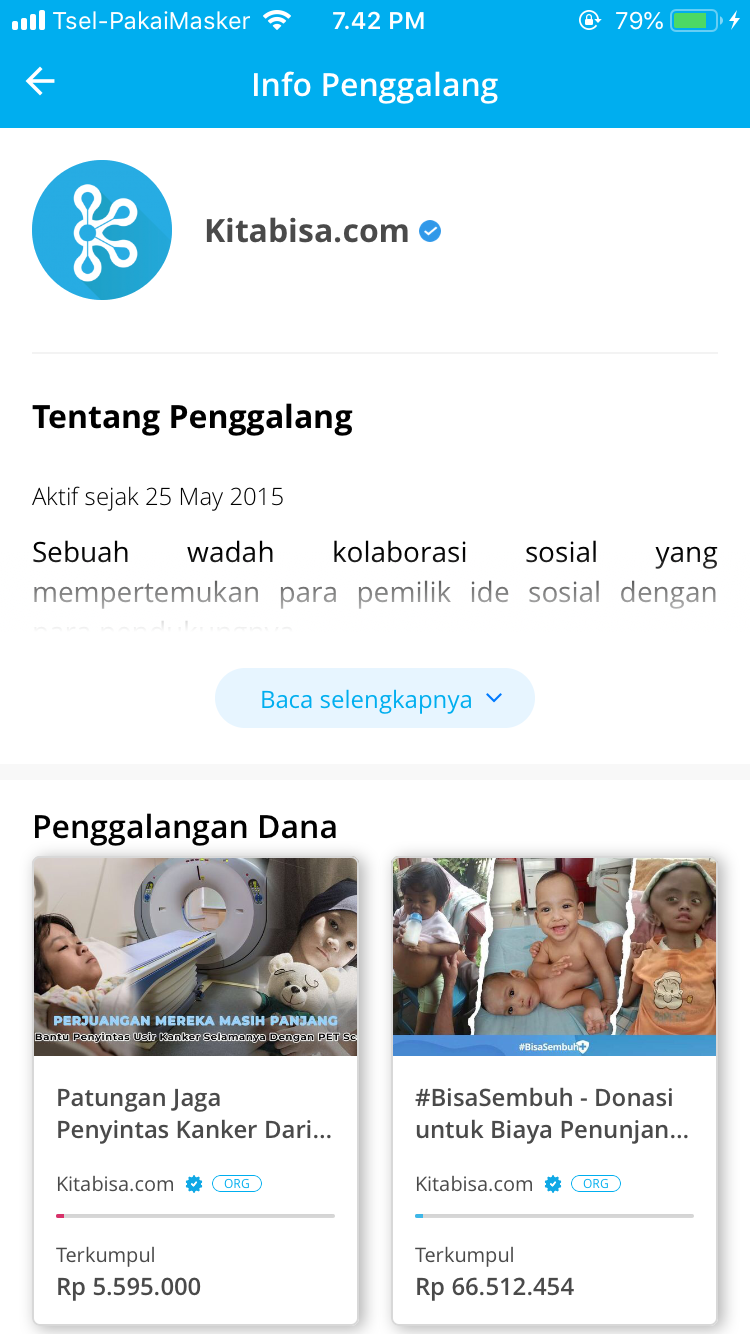 Tsel-PakaiMasker 7.42 PM 79%
Info Penggalang
Kitabisa.com
Tentang Penggalang
Aktif sejak 25 May 2015
Sebuah wadah kolaborasi sosial yang
mempertemukan para pemilik ide sosial dengan
para pendukungnya
Baca selengkapnya
Penggalangan Dana
PERJUANGAN MEREKA MASIH PANJANG
Bantu Penyintas Usir Kanker Selamanya Dengan PET Sc
#BisaSembuh
Patungan Jaga
Penyintas Kanker Dari...
Kitabisa.com ORG
Terkumpul
Rp 5.595.000
#BisaSembuh - Donasi
untuk Biaya Penunjan...
Kitabisa.com ORG
Terkumpul
Rp 66.512.454